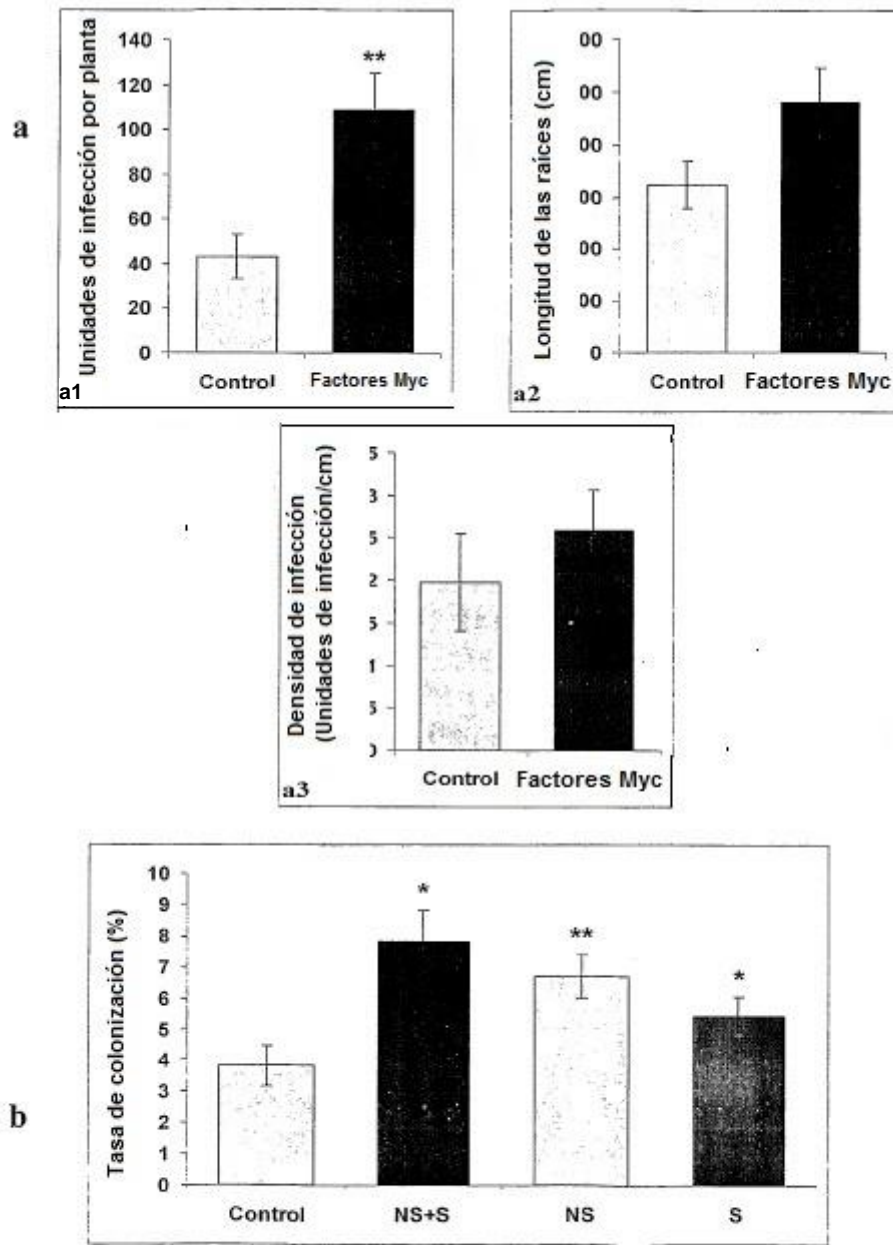 a
Unidades de infección por planta
140
120
100
80
60
40
20
0
**
Control
Factores Myc
a1
Longitud de las raíces (cm)
00
00
00
00
00
00
0
Control
Factores Myc
a2
Densidad de infección
(Unidades de infección/cm)
5
3
5
2
5
1
5
0
Control
Factores Myc
a3
b
Tasa de colonización (%)
10
9
8
7
6
5
4
3
2
1
0
*
**
*
Control
NS+S
NS
S